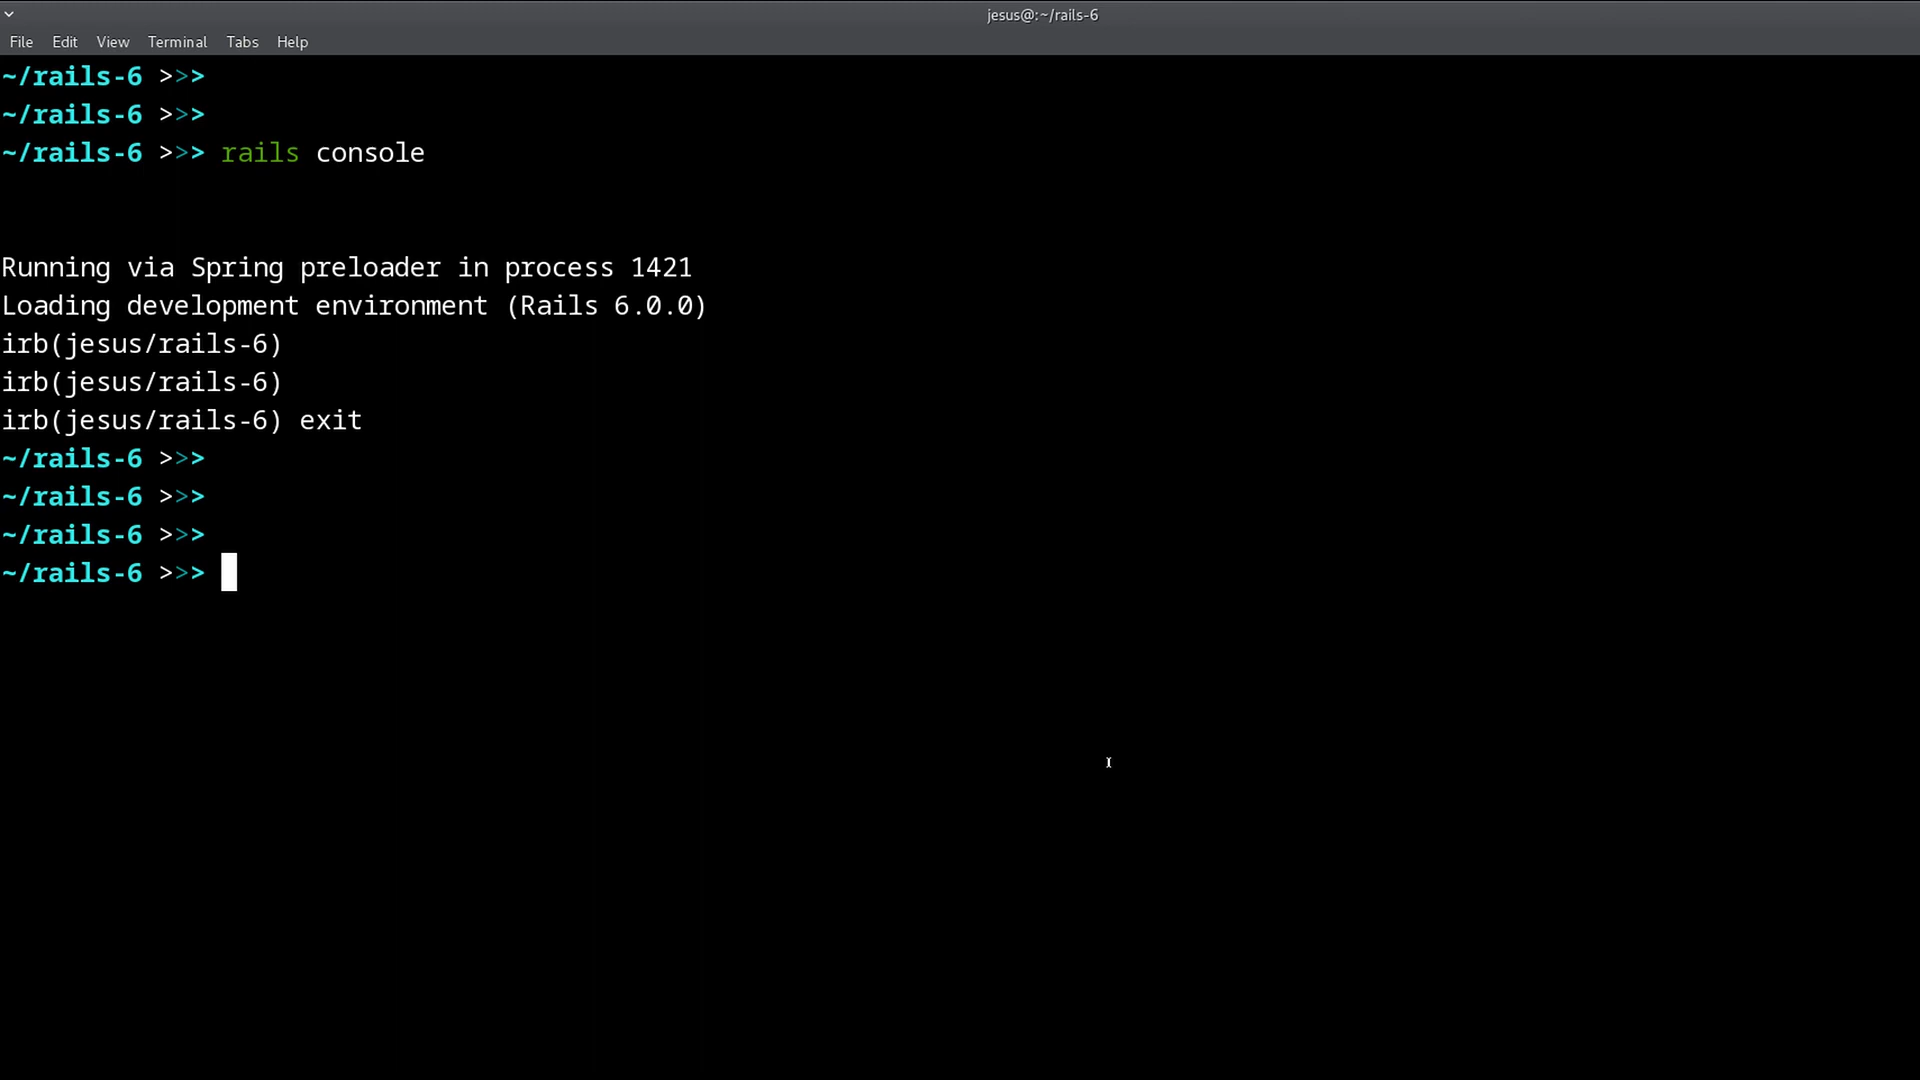 jesus@:~/rails-6
File Edit View Terminal Tabs Help
~/rails-6 >>>
~/rails-6 >>>
~/rails-6 >>> rails console
Running via Spring preloader in process 1421
Loading development environment (Rails 6.0.0)
irb(jesus/rails-6)
irb(jesus/rails-6)
irb(jesus/rails-6) exit
~/rails-6 >>>
~/rails-6 >>>
~/rails-6 >>>
~/rails-6 >>>